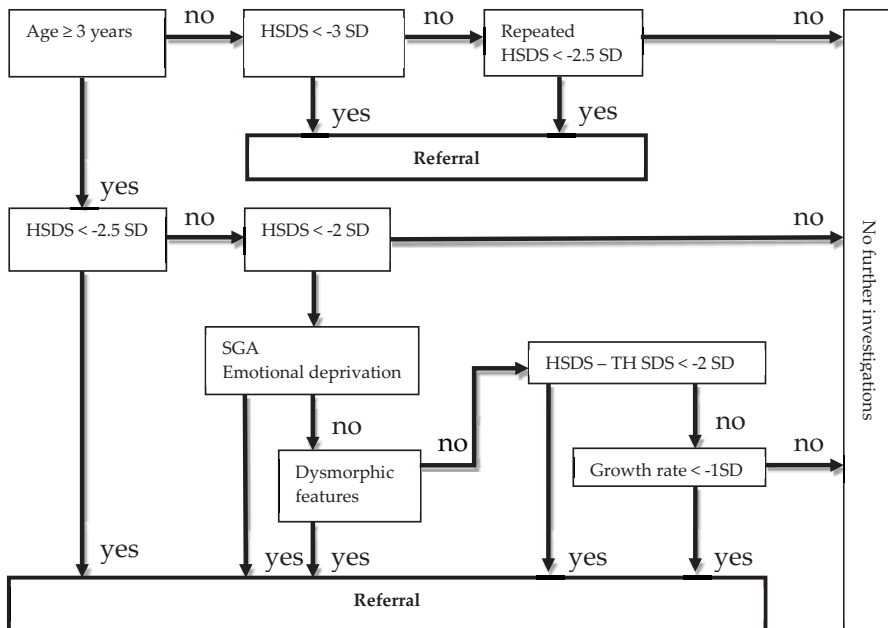 Age ≥ 3 years
no
HSDS < -3 SD
no
Repeated
HSDS < -2.5 SD
no
yes
yes
Referral
yes
HSDS < -2.5 SD
no
HSDS < -2 SD
no
No further investigations
SGA
Emotional deprivation
HSDS – TH SDS < -2 SD
no
no
no
Dysmorphic
features
Growth rate < -1SD
no
yes
yes
yes
yes
yes
Referral